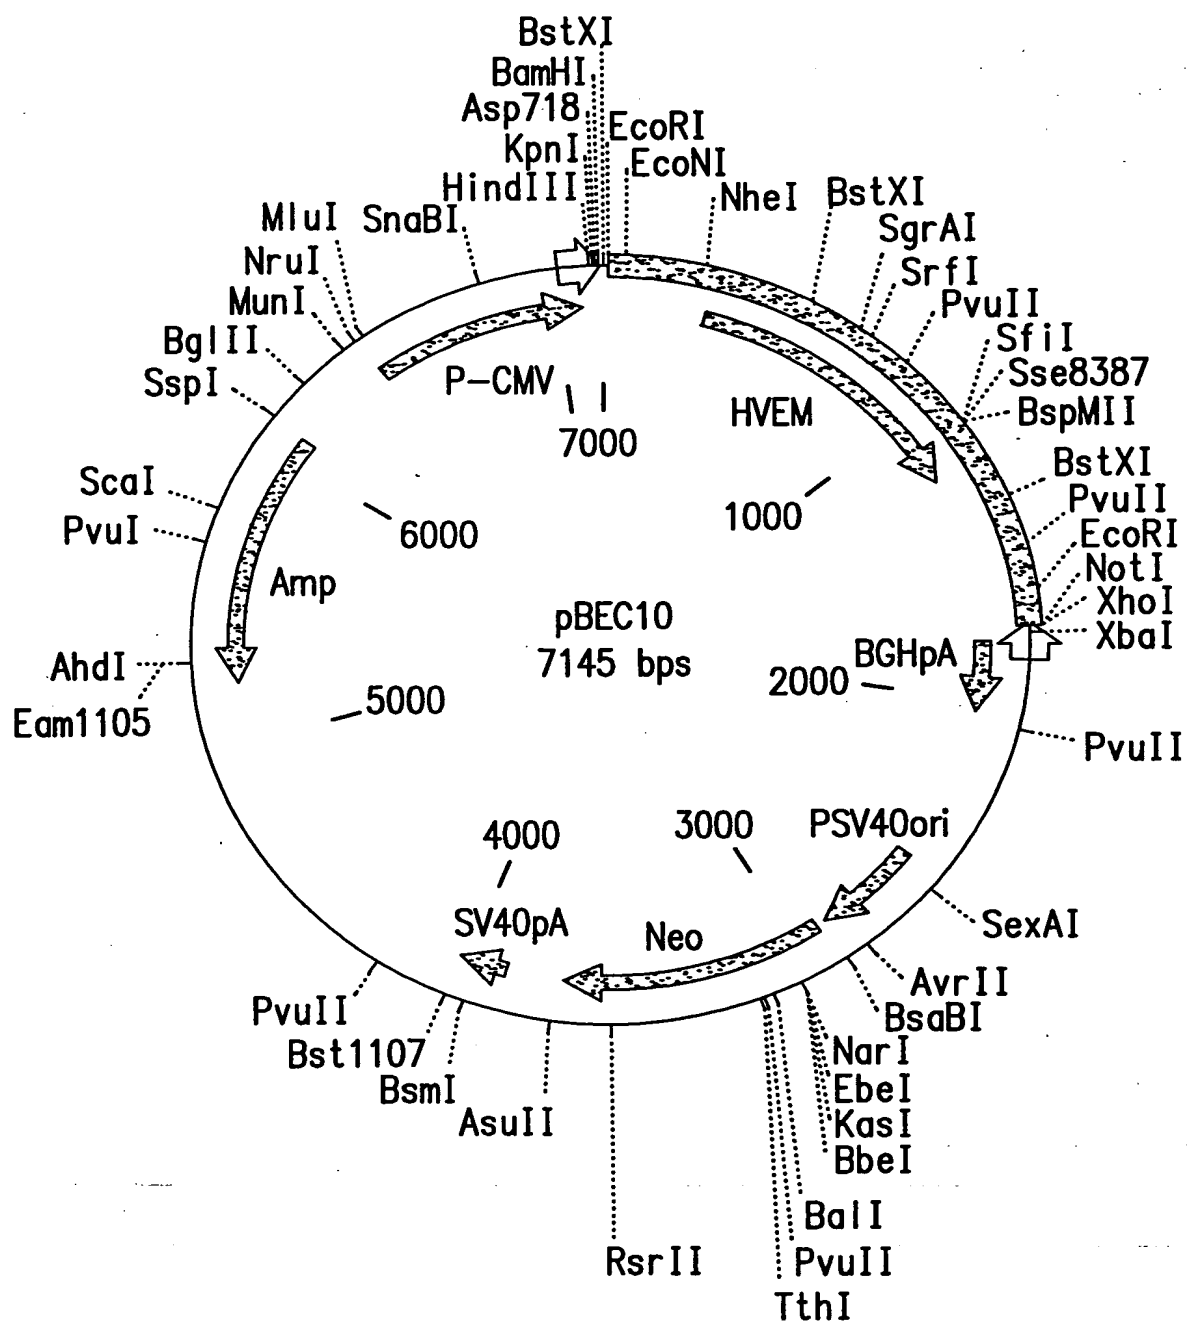 BstXI
BamHI
Asp718
KpnI
HindIII
EcoRI
EcoNI
NheI
BstXI
SgrAI
SrfI
PvuII
SfiI
Sse8387
BspMII
BstXI
PvuII
EcoRI
NotI
XhoI
XbaI
PvuII
SexAI
AvrII
BsaBI
NarI
EbeI
KasI
BbeI
BalI
PvuII
TthI
RsrII
AsuII
BsmI
Bst1107
PvuII
Eam1105
AhdI
PvuI
ScaI
SspI
BglII
MunI
NruI
MluI
SnaBI
P-CMV
7000
HVEM
1000
6000
Amp
pBEC10
7145 bps
BGHpA
2000
5000
4000
3000
PSV40ori
SV40pA
Neo